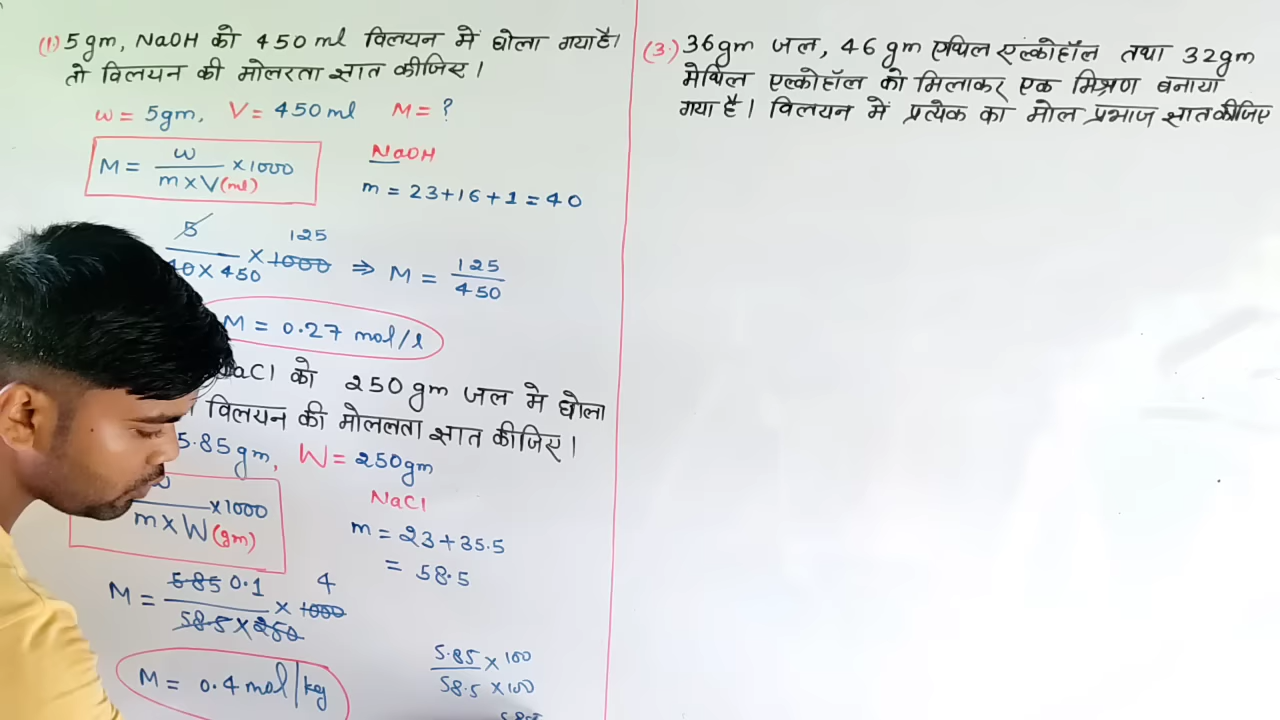 (1.) 5 gm, NaOH को 450 ml विलयन में घोला गया है।
तो विलयन की मोलरता ज्ञात कीजिए।
w = 5gm, V = 450 ml M = ?
M = w / m × V(ml) × 1000
NaOH
m = 23+16+1 = 40
5 / 40 × 450 × 1000 125 ⇒ M = 125 / 450
M = 0.27 mol/l
NaCl को 250 gm जल मे घोला
विलयन की मोललता ज्ञात कीजिए।
5.85gm, W = 250gm
w / m × W(gm) × 1000
NaCl
m = 23+35.5
= 58.5
M = 585 0.1 / 58.5 × 250 × 1000 4
5.85 / 58.5 × 100 / × 100
M = 0.4 mol/kg
(3.) 36gm जल, 46 gm एथिल एल्कोहॉल तथा 32gm
मेथिल एल्कोहॉल को मिलाकर एक मिश्रण बनाया
गया है। विलयन में प्रत्येक का मोल प्रभाज ज्ञात कीजिए